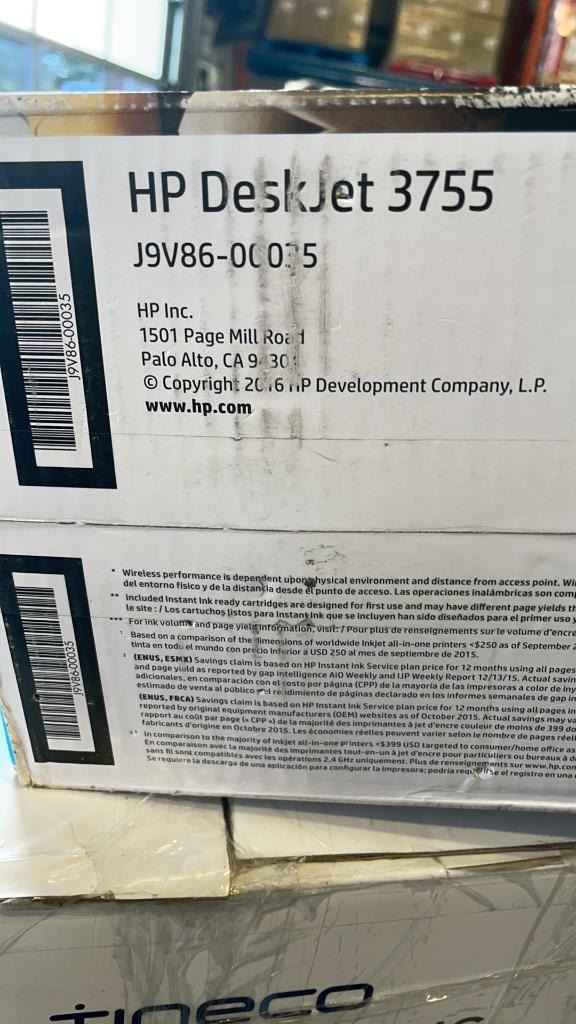 HP DeskJet 3755
J9V86-00035
J9V86-00035
HP Inc.
1501 Page Mill Road
Palo Alto, CA 94304
© Copyright 2016 HP Development Company, L.P.
www.hp.com
J9V86-00035
* Wireless performance is dependent upon physical environment and distance from access point.
del entorno físico y de la distancia desde el punto de acceso. Las operaciones inalámbricas son
** Included Instant Ink ready cartridges are designed for first use and may have different page yields
le site : / Los cartuchos listos para Instant Ink que se incluyen han sido diseñados para el primer uso
*** For ink volume and page yield information, visit: / Pour plus de renseignements sur le volume
¹ Based on a comparison of the dimensions of worldwide Inkjet all-in-one printers <$250 as of September
tinta en todo el mundo con precio inferior a USD 250 al mes de septiembre de 2015.
² (ENUS, ESMX) Savings claim is based on HP Instant Ink Service plan price for 12 months using all pages
and page yield as reported by gap intelligence AiO Weekly and IJP Weekly Report 12/13/15. Actual
adicionales, en comparación con el costo por página (CPP) de la mayoría de las impresoras a color de
estimado de venta al público y el rendimiento de páginas declarado en los informes semanales de gap
(ENUS, FRCA) Savings claim is based on HP Instant Ink Service plan price for 12 months using all pages
reported by original equipment manufacturers (OEM) websites as of October 2015. Actual savings may
rapport au coût par page (« CPP ») de la majorité des imprimantes à jet d'encre couleur de moins de 399
fabricants d'origine en Octobre 2015. Les économies réelles peuvent varier selon le nombre de pages
In comparison to the majority of Inkjet all-in-one printers <$399 USD targeted to consumer/home office
En comparaison avec la majorité des imprimantes tout-en-un à jet d'encre pour particuliers ou bureaux à
sans fil sont compatibles avec les opérations 2,4 GHz uniquement. Plus de renseignements sur
Se requiere la descarga de una aplicación para configurar la impresora; podría requerirse el registro en una
tineco